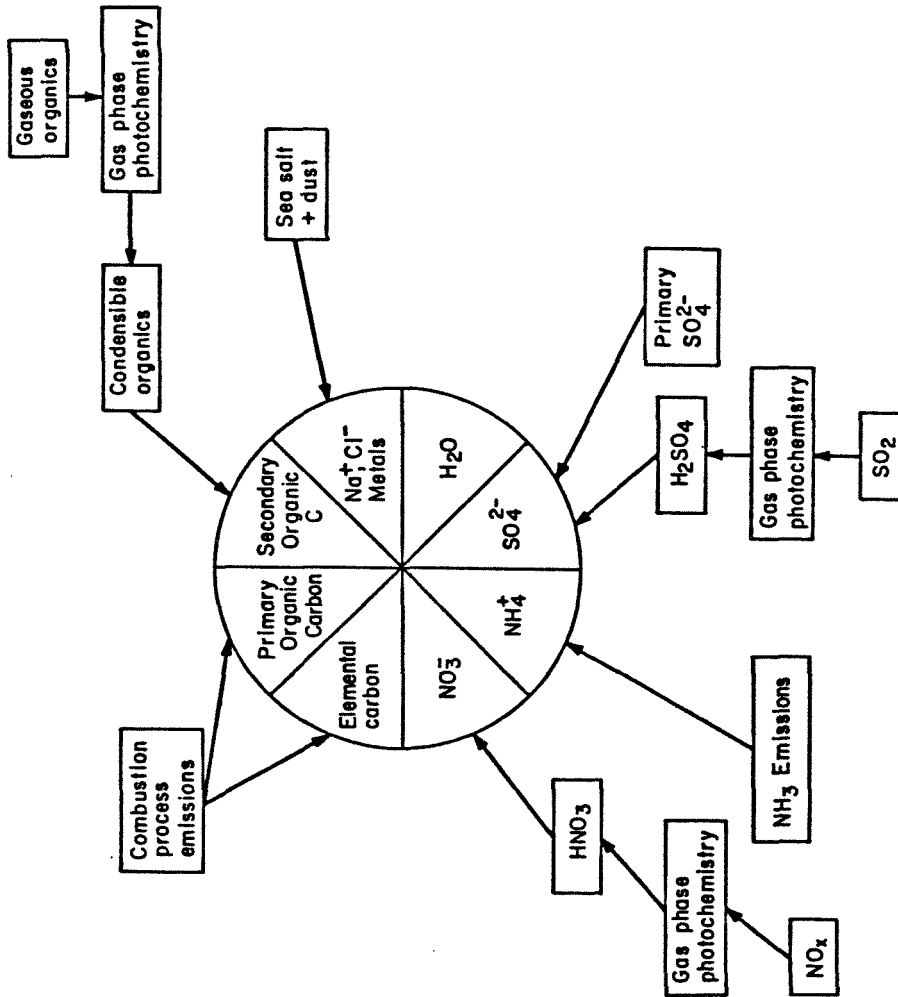 Gaseous
organics
Gas phase
photochemistry
Condensible
organics
Sea salt
+ dust
Combustion
process
emissions
Primary
Organic
Carbon
Secondary
Organic
C
Elemental
carbon
Na⁺, Cl⁻
Metals
NO₃⁻
H₂O
NH₄⁺
SO₄²⁻
HNO₃
Gas phase
photochemistry
NOₓ
NH₃ Emissions
H₂SO₄
Gas phase
photochemistry
SO₂
Primary
SO₄²⁻